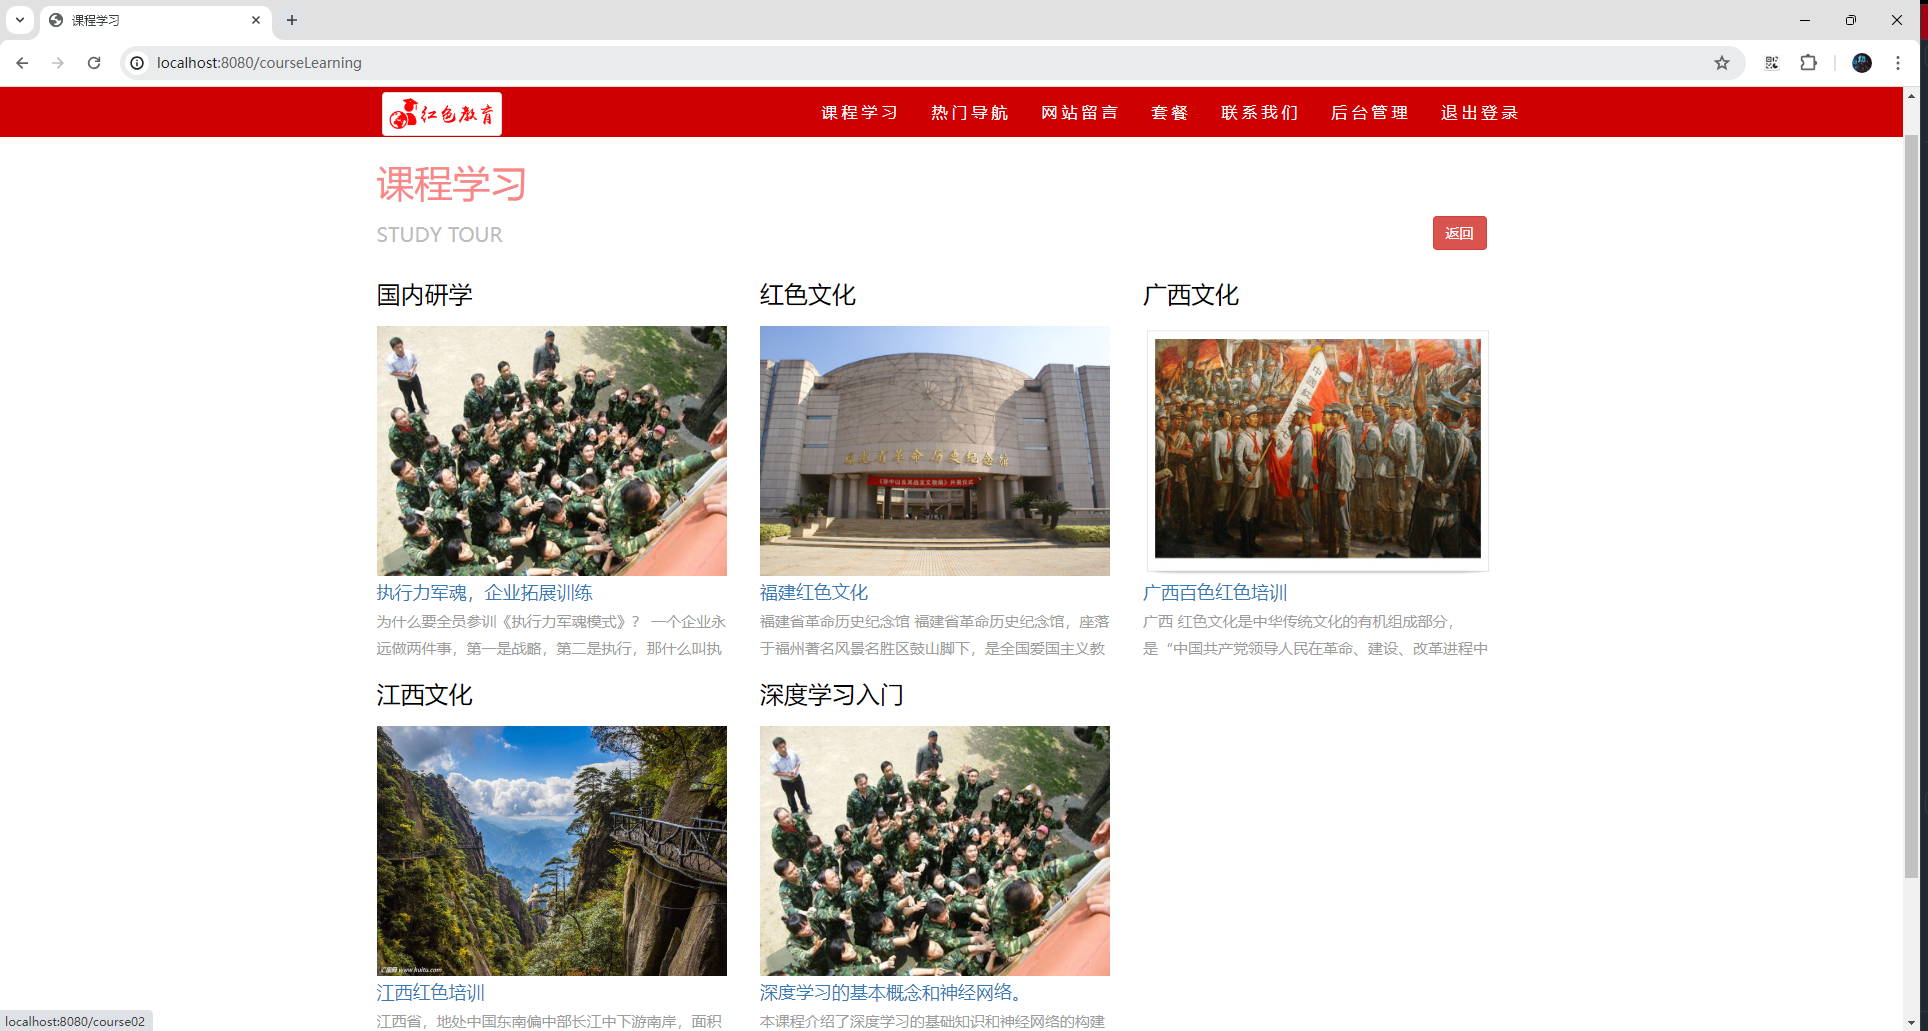 课程学习
localhost:8080/courseLearning
红色教育
课程学习 热门导航 网站留言 套餐 联系我们 后台管理 退出登录
课程学习
STUDY TOUR
返回
国内研学 红色文化 广西文化
福建省革命历史纪念馆
执行力军魂，企业拓展训练 福建红色文化 广西百色红色培训
为什么要全员参训《执行力军魂模式》？ 一个企业永 福建省革命历史纪念馆 福建省革命历史纪念馆，座落 广西 红色文化是中华传统文化的有机组成部分，
远做两件事，第一是战略，第二是执行，那什么叫执 于福州著名风景名胜区鼓山脚下，是全国爱国主义教 是“中国共产党领导人民在革命、建设、改革进程中
江西文化 深度学习入门
www.huitu.com
江西红色培训 深度学习的基本概念和神经网络。
江西省，地处中国东南偏中部长江中下游南岸，面积 本课程介绍了深度学习的基础知识和神经网络的构建
localhost:8080/course02